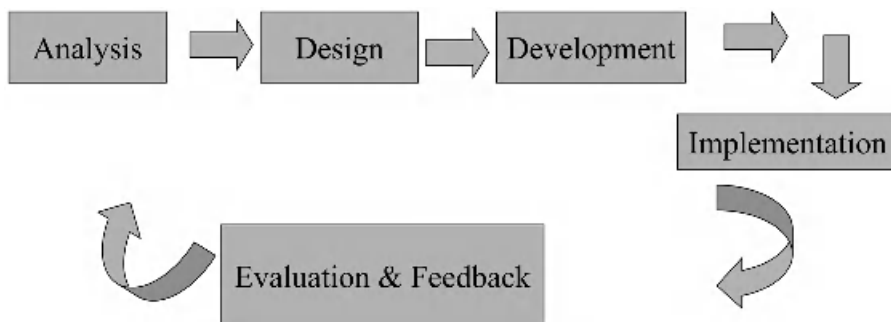 Analysis
Design
Development
Implementation
Evaluation & Feedback